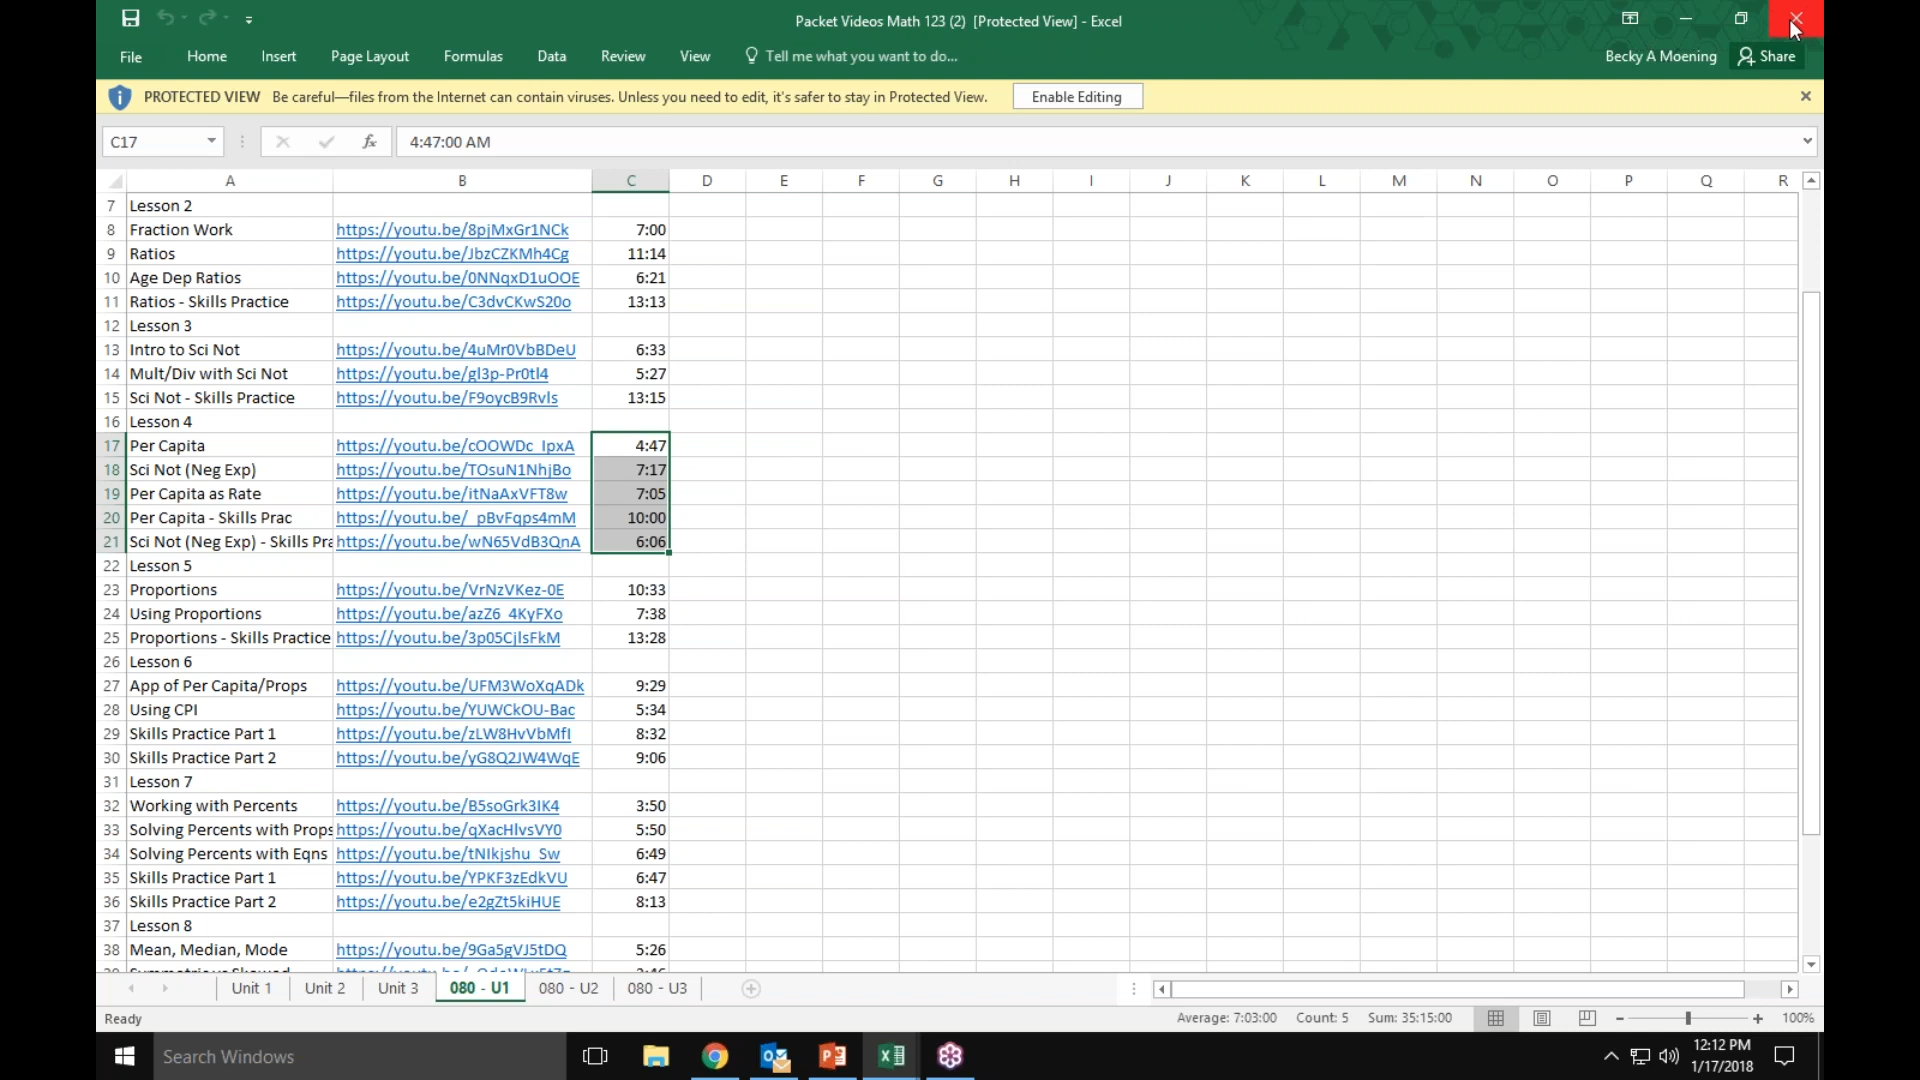 Packet Videos Math 123 (2) [Protected View] - Excel
File Home Insert Page Layout Formulas Data Review View Tell me what you want to do... Becky A Moening Share
PROTECTED VIEW Be careful—files from the Internet can contain viruses. Unless you need to edit, it's safer to stay in Protected View. Enable Editing
C17 fx 4:47:00 AM
A B C D E F G H I J K L M N O P Q R
7 Lesson 2
8 Fraction Work https://youtu.be/8pjMxGr1NCk 7:00
9 Ratios https://youtu.be/JbzCZKMh4Cg 11:14
10 Age Dep Ratios https://youtu.be/0NNqxD1uOOE 6:21
11 Ratios - Skills Practice https://youtu.be/C3dvCKwS20o 13:13
12 Lesson 3
13 Intro to Sci Not https://youtu.be/4uMr0VbBDeU 6:33
14 Mult/Div with Sci Not https://youtu.be/gl3p-Pr0tl4 5:27
15 Sci Not - Skills Practice https://youtu.be/F9oycB9Rvls 13:15
16 Lesson 4
17 Per Capita https://youtu.be/cOOWDc_IpxA 4:47
18 Sci Not (Neg Exp) https://youtu.be/TOsuN1NhjBo 7:17
19 Per Capita as Rate https://youtu.be/itNaAxVFT8w 7:05
20 Per Capita - Skills Prac https://youtu.be/_pBvFqps4mM 10:00
21 Sci Not (Neg Exp) - Skills Pra https://youtu.be/wN65VdB3QnA 6:06
22 Lesson 5
23 Proportions https://youtu.be/VrNzVKez-0E 10:33
24 Using Proportions https://youtu.be/azZ6_4KyFXo 7:38
25 Proportions - Skills Practice https://youtu.be/3p05CjlsFkM 13:28
26 Lesson 6
27 App of Per Capita/Props https://youtu.be/UFM3WoXqADk 9:29
28 Using CPI https://youtu.be/YUWCkOU-Bac 5:34
29 Skills Practice Part 1 https://youtu.be/zLW8HvVbMfI 8:32
30 Skills Practice Part 2 https://youtu.be/yG8Q2JW4WqE 9:06
31 Lesson 7
32 Working with Percents https://youtu.be/B5soGrk3IK4 3:50
33 Solving Percents with Props https://youtu.be/qXacHlvsVY0 5:50
34 Solving Percents with Eqns https://youtu.be/tNIkjshu_Sw 6:49
35 Skills Practice Part 1 https://youtu.be/YPKF3zEdkVU 6:47
36 Skills Practice Part 2 https://youtu.be/e2gZt5kiHUE 8:13
37 Lesson 8
38 Mean, Median, Mode https://youtu.be/9Ga5gVJ5tDQ 5:26
Unit 1 Unit 2 Unit 3 080 - U1 080 - U2 080 - U3
Ready Average: 7:03:00 Count: 5 Sum: 35:15:00 100%
Search Windows 12:12 PM
1/17/2018